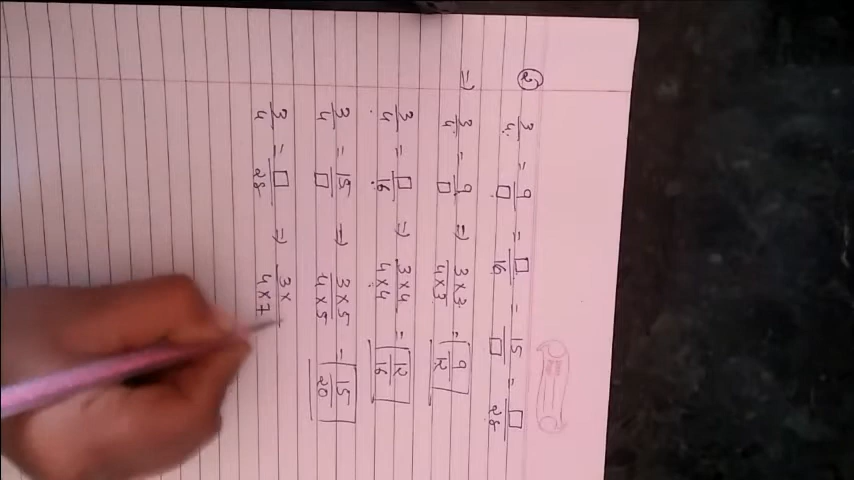 ② 3/4 = 9/□ = □/16 = 15/□ = □/28
⇒ 3/4 = 9/□ ⇒ 3×3/4×3 = 9/12
3/4 = □/16 ⇒ 3×4/4×4 = 12/16
3/4 = 15/□ ⇒ 3×5/4×5 = 15/20
3/4 = □/28 ⇒ 3×/4×7